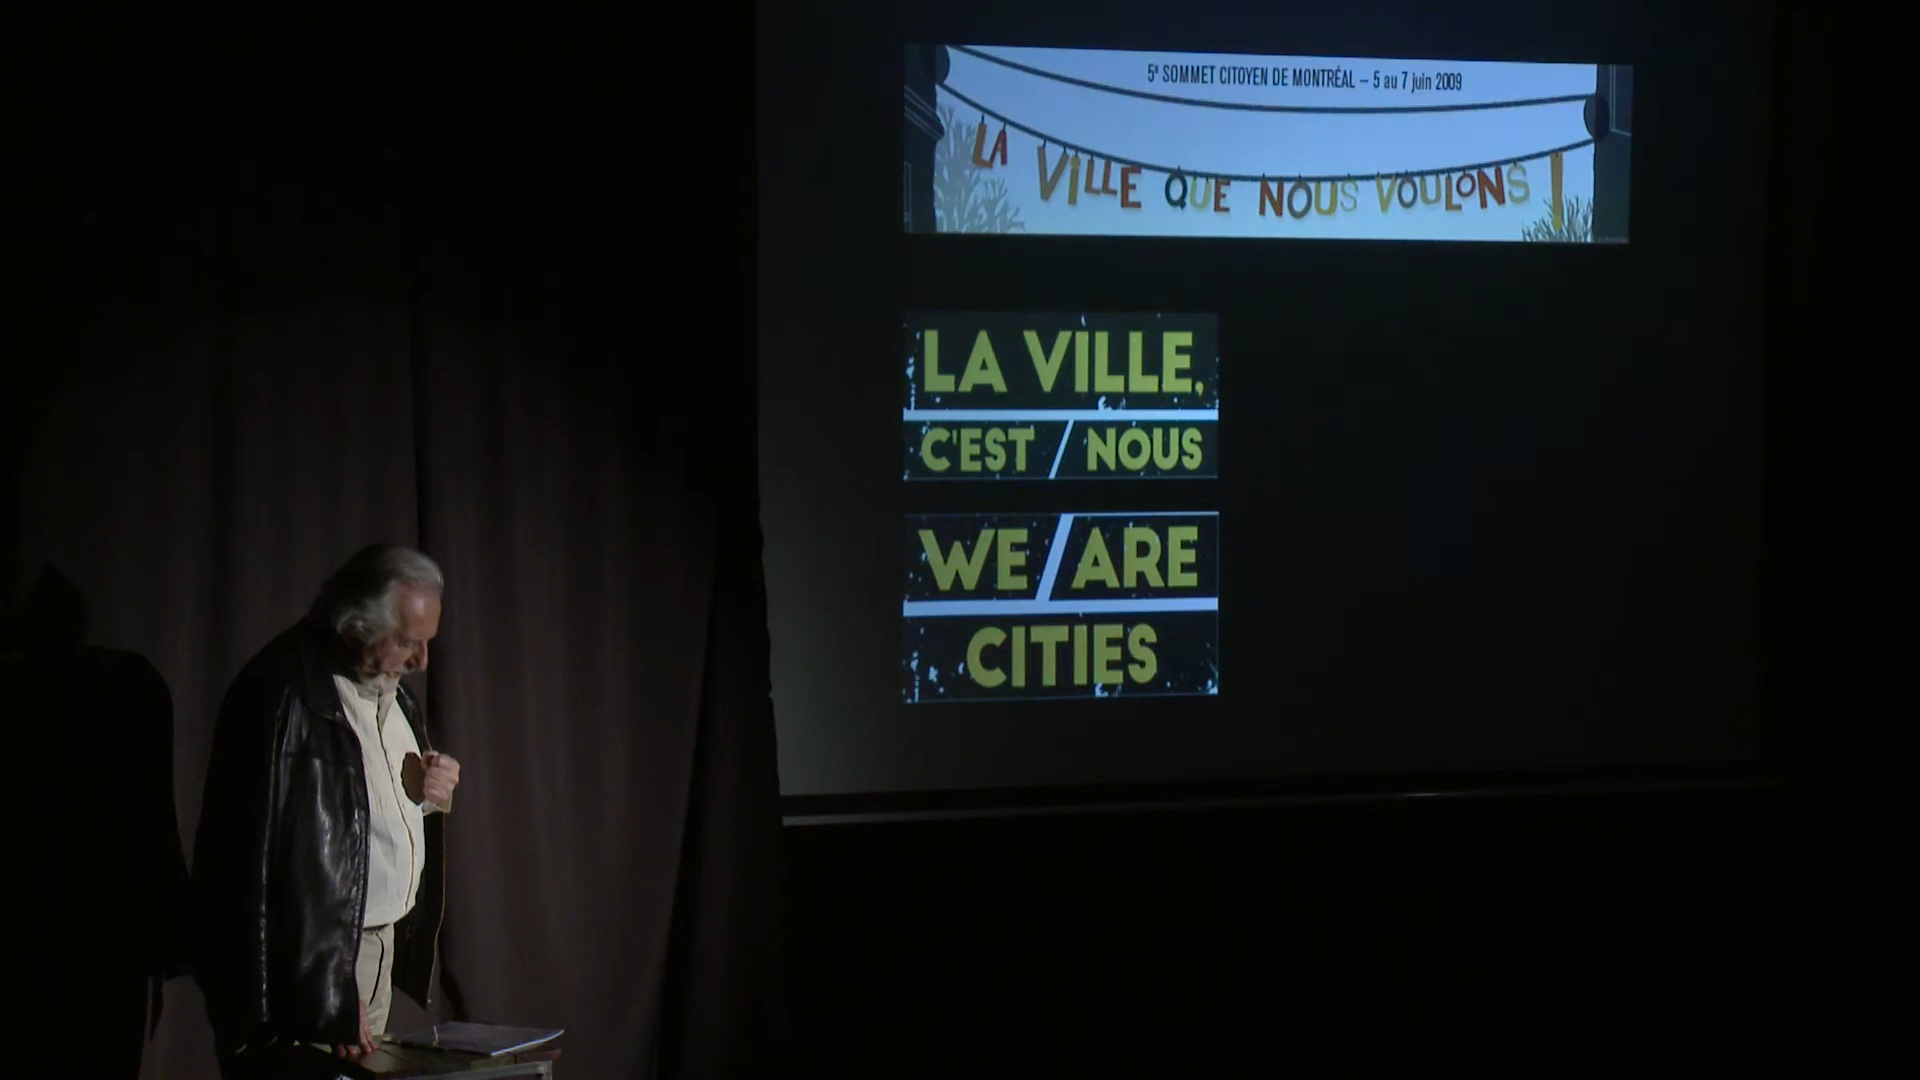 5e SOMMET CITOYEN DE MONTRÉAL – 5 au 7 juin 2009
LA VILLE QUE NOUS VOULONS !
LA VILLE,
C'EST / NOUS
WE / ARE
CITIES